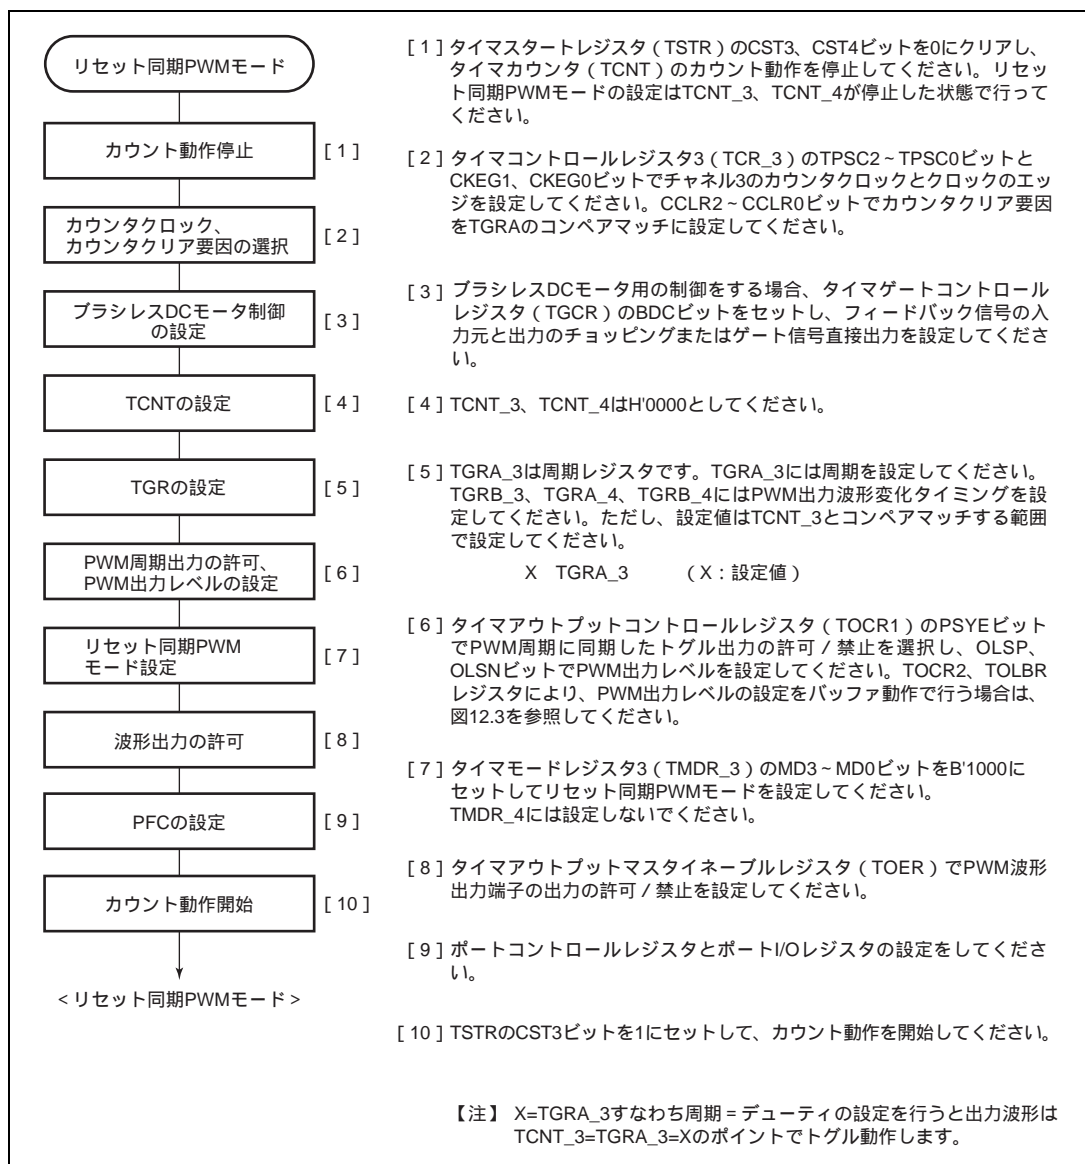 リセット同期PWMモード
カウント動作停止
[ 1 ]
カウンタクロック、
カウンタクリア要因の選択
[ 2 ]
ブラシレスDCモータ制御
の設定
[ 3 ]
TCNTの設定
[ 4 ]
TGRの設定
[ 5 ]
PWM周期出力の許可、
PWM出力レベルの設定
[ 6 ]
リセット同期PWM
モード設定
[ 7 ]
波形出力の許可
[ 8 ]
PFCの設定
[ 9 ]
カウント動作開始
[ 10 ]
<リセット同期PWMモード>
[ 1 ] タイマスタートレジスタ(TSTR)のCST3、CST4ビットを0にクリアし、
タイマカウンタ(TCNT)のカウント動作を停止してください。リセッ
ト同期PWMモードの設定はTCNT_3、TCNT_4が停止した状態で行って
ください。
[ 2 ] タイマコントロールレジスタ3(TCR_3)のTPSC2~TPSC0ビットと
CKEG1、CKEG0ビットでチャネル3のカウンタクロックとクロックのエッ
ジを設定してください。CCLR2~CCLR0ビットでカウンタクリア要因
をTGRAのコンペアマッチに設定してください。
[ 3 ] ブラシレスDCモータ用の制御をする場合、タイマゲートコントロール
レジスタ(TGCR)のBDCビットをセットし、フィードバック信号の入
力元と出力のチョッピングまたはゲート信号直接出力を設定してくださ
い。
[ 4 ] TCNT_3、TCNT_4はH'0000としてください。
[ 5 ] TGRA_3は周期レジスタです。TGRA_3には周期を設定してください。
TGRB_3、TGRA_4、TGRB_4にはPWM出力波形変化タイミングを設
定してください。ただし、設定値はTCNT_3とコンペアマッチする範囲
で設定してください。
X TGRA_3 (X:設定値)
[ 6 ] タイマアウトプットコントロールレジスタ(TOCR1)のPSYEビット
でPWM周期に同期したトグル出力の許可/禁止を選択し、OLSP、
OLSNビットでPWM出力レベルを設定してください。TOCR2、TOLBR
レジスタにより、PWM出力レベルの設定をバッファ動作で行う場合は、
図12.3を参照してください。
[ 7 ] タイマモードレジスタ3(TMDR_3)のMD3~MD0ビットをB'1000に
セットしてリセット同期PWMモードを設定してください。
TMDR_4には設定しないでください。
[ 8 ] タイマアウトプットマスタイネーブルレジスタ(TOER)でPWM波形
出力端子の出力の許可/禁止を設定してください。
[ 9 ] ポートコントロールレジスタとポートI/Oレジスタの設定をしてくださ
い。
[ 10 ] TSTRのCST3ビットを1にセットして、カウント動作を開始してください。
【注】 X=TGRA_3すなわち周期=デューティの設定を行うと出力波形は
TCNT_3=TGRA_3=Xのポイントでトグル動作します。